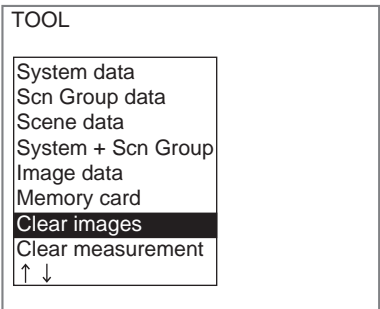 TOOL
System data
Scn Group data
Scene data
System + Scn Group
Image data
Memory card
Clear images
Clear measurement
↑ ↓